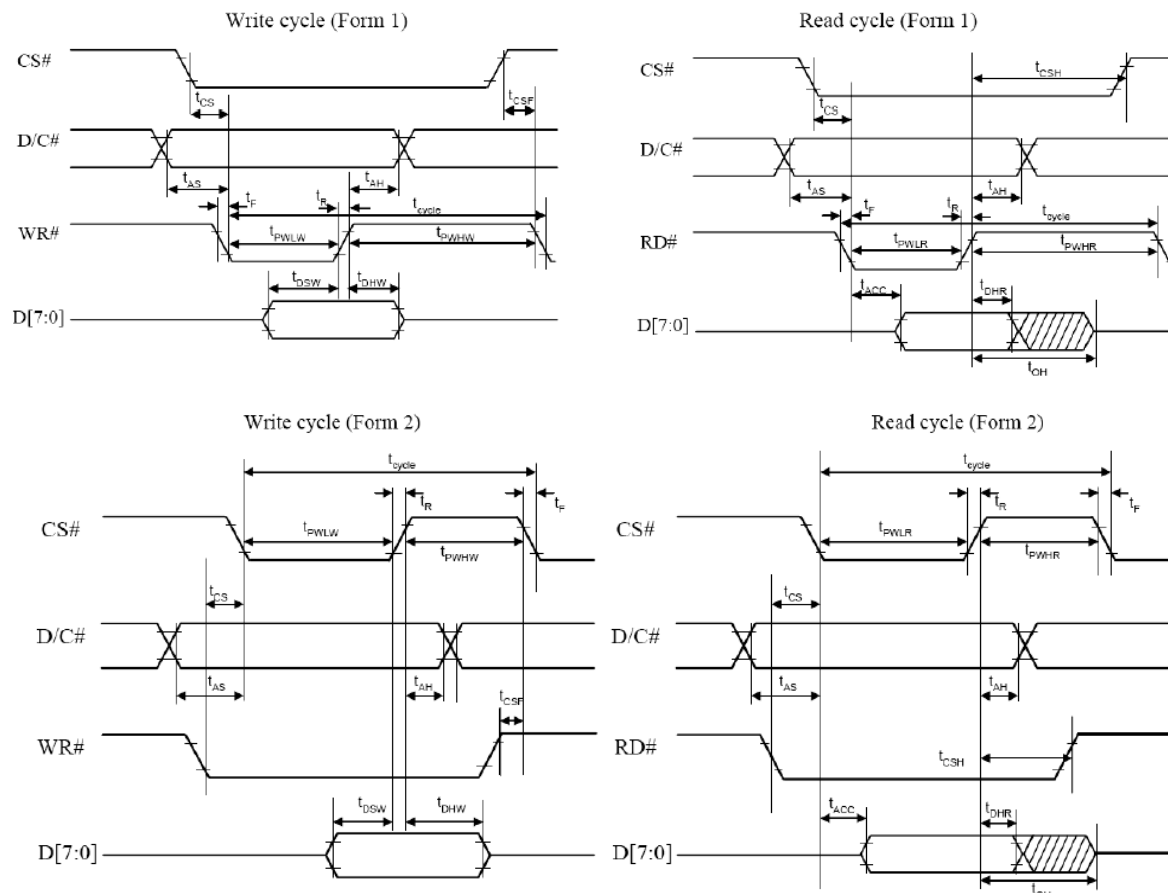 Write cycle (Form 1)
CS#
tCS
tCSF
D/C#
tAS
tF
tR
tAH
tcycle
WR#
tPWLW
tPWHW
tDSW
tDHW
D[7:0]
Read cycle (Form 1)
CS#
tCSH
tCS
D/C#
tAS
tF
tR
tAH
tcycle
RD#
tPWLR
tPWHR
tACC
tDHR
D[7:0]
tOH
Write cycle (Form 2)
tcycle
tR
tF
CS#
tPWLW
tPWHW
tCS
D/C#
tAS
tAH
tCSF
WR#
tDSW
tDHW
D[7:0]
Read cycle (Form 2)
tcycle
tR
tF
CS#
tPWLR
tPWHR
tCS
D/C#
tAS
tAH
RD#
tCSH
tACC
tDHR
D[7:0]